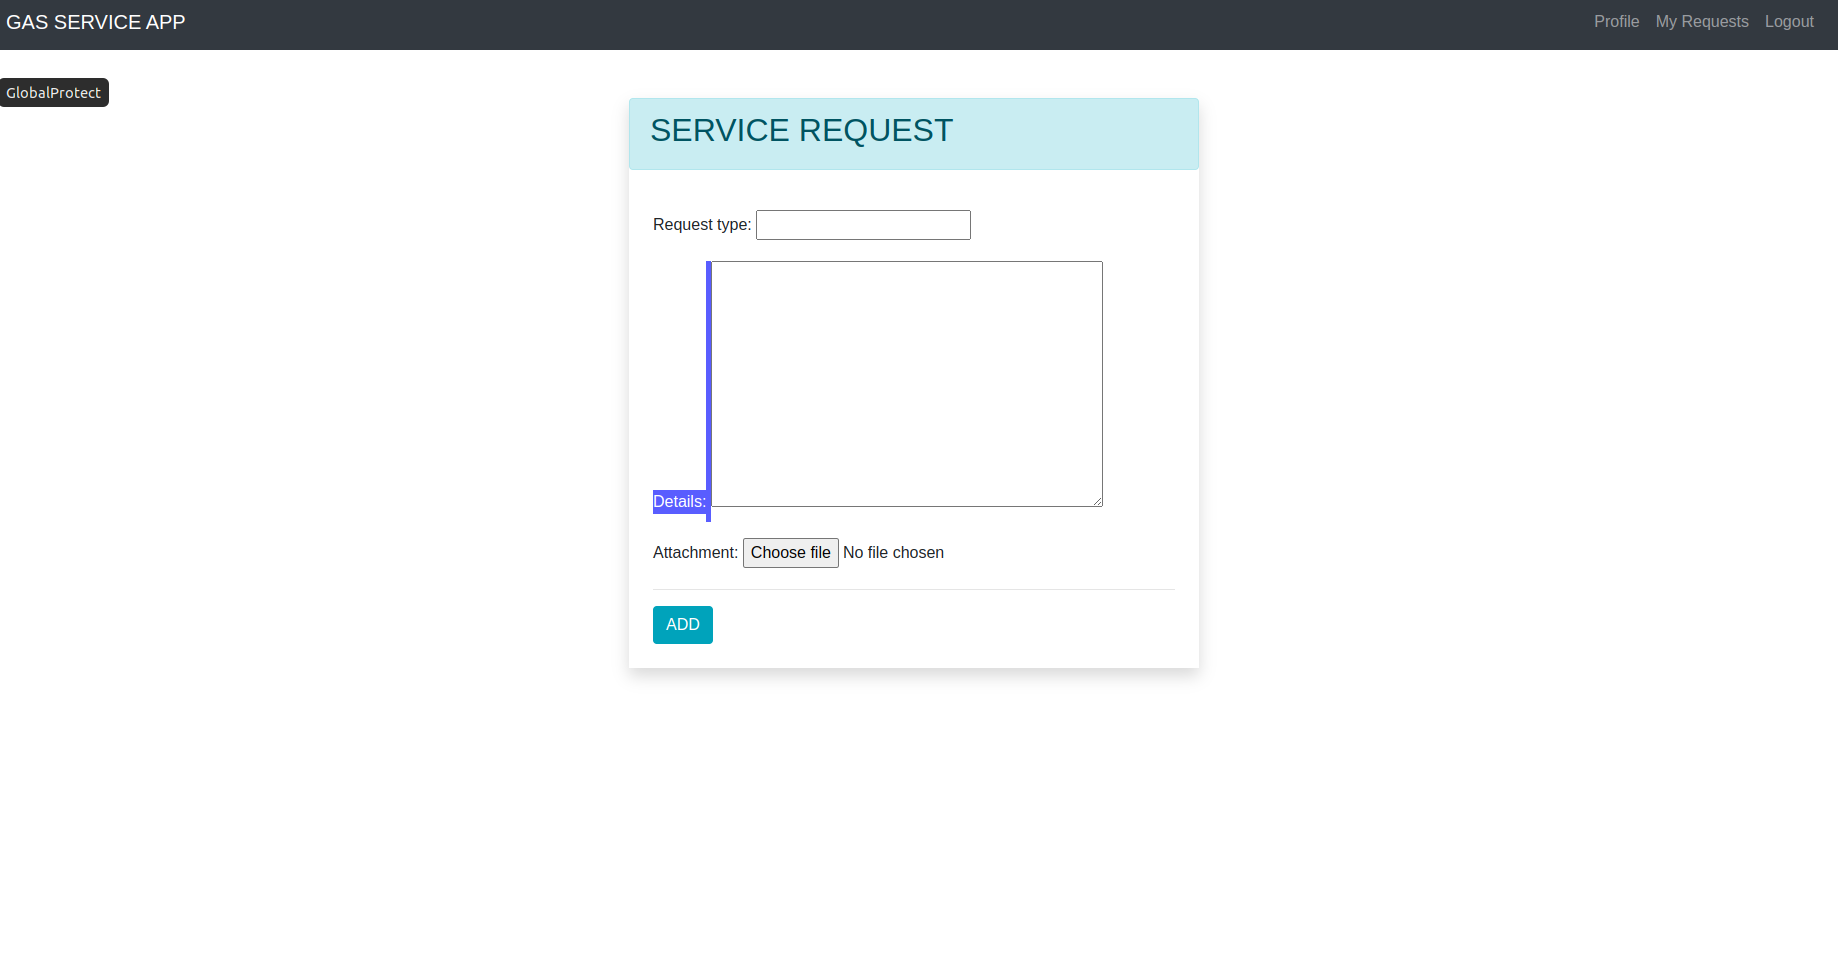 GAS SERVICE APP
Profile My Requests Logout
GlobalProtect
SERVICE REQUEST
Request type:
Details:
Attachment: Choose file No file chosen
ADD